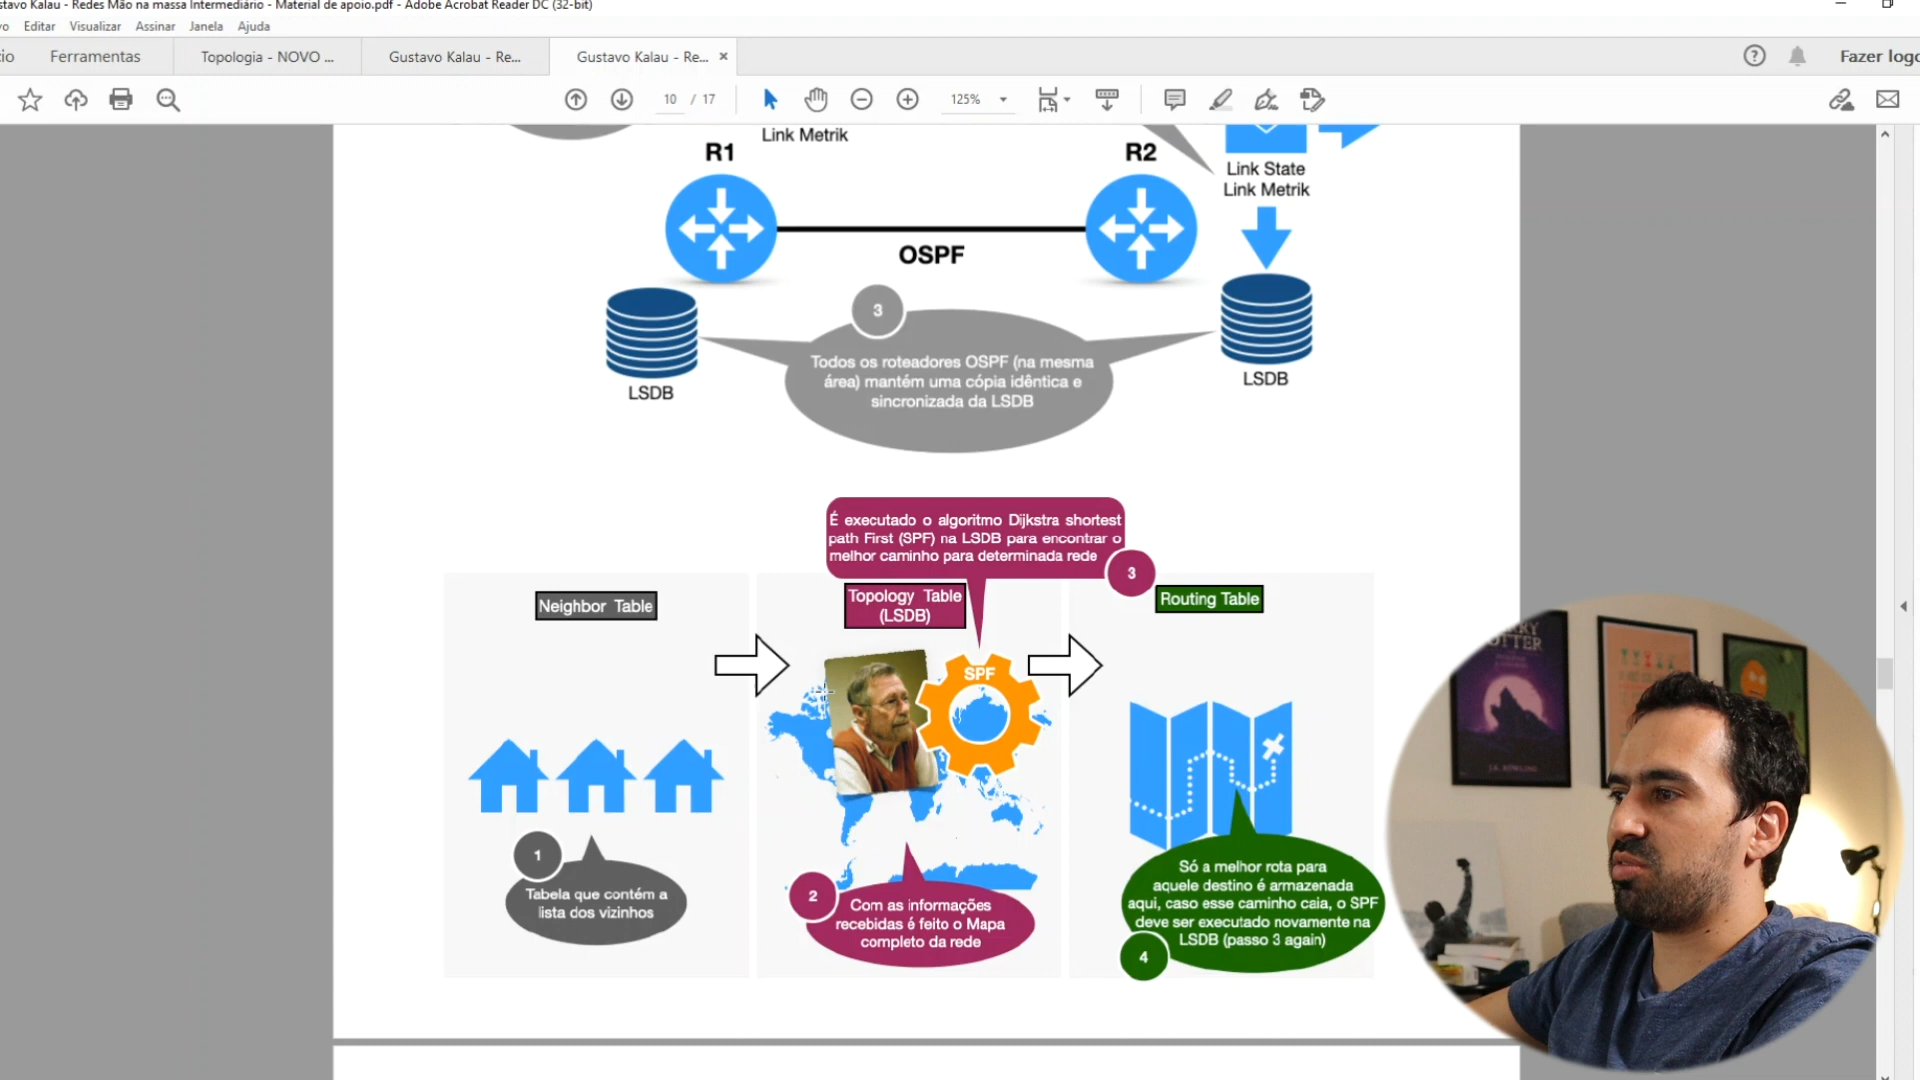 stavo Kalau - Redes Mão na massa Intermediário - Material de apoio.pdf - Adobe Acrobat Reader DC (32-bit)
vo Editar Visualizar Assinar Janela Ajuda
cio Ferramentas Topologia - NOVO ... Gustavo Kalau - Re... Gustavo Kalau - Re... Fazer logo
10 / 17 125%
Link Metrik
R1
R2
Link State
Link Metrik
OSPF
3
Todos os roteadores OSPF (na mesma
área) mantém uma cópia idêntica e
sincronizada da LSDB
LSDB
LSDB
É executado o algoritmo Dijkstra shortest
path First (SPF) na LSDB para encontrar o
melhor caminho para determinada rede
3
Neighbor Table
Topology Table
(LSDB)
Routing Table
SPF
1
Tabela que contém a
lista dos vizinhos
2
Com as informações
recebidas é feito o Mapa
completo da rede
Só a melhor rota para
aquele destino é armazenada
aqui, caso esse caminho caia, o SPF
deve ser executado novamente na
LSDB (passo 3 again)
4
RRY
OTTER
J.K. ROWLING